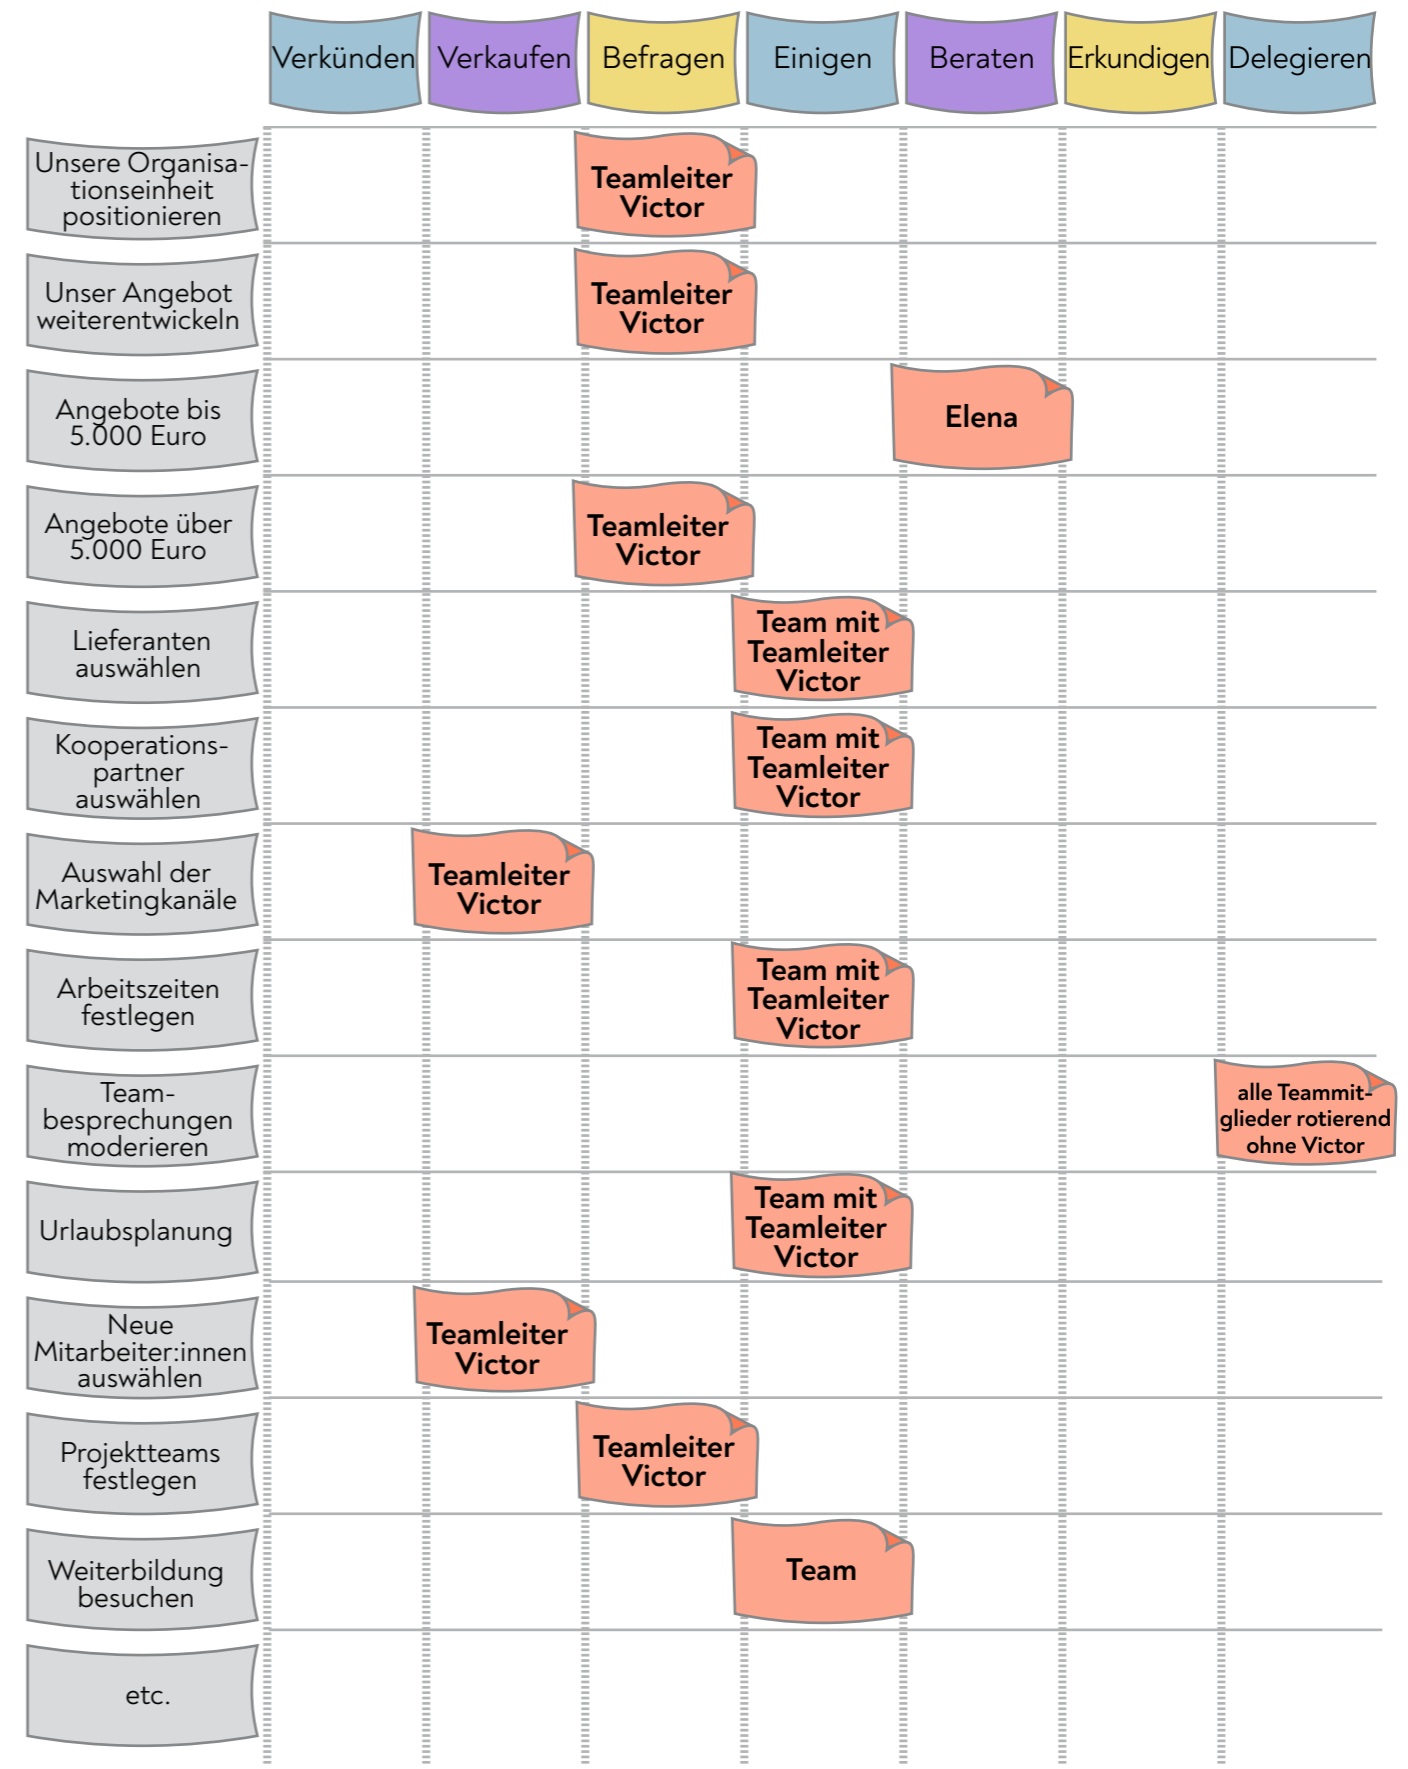 Verkünden Verkaufen Befragen Einigen Beraten Erkundigen Delegieren
Unsere Organisa-
tionseinheit
positionieren
Teamleiter
Victor
Unser Angebot
weiterentwickeln
Teamleiter
Victor
Angebote bis
5.000 Euro
Elena
Angebote über
5.000 Euro
Teamleiter
Victor
Lieferanten
auswählen
Team mit
Teamleiter
Victor
Kooperations-
partner
auswählen
Team mit
Teamleiter
Victor
Auswahl der
Marketingkanäle
Teamleiter
Victor
Arbeitszeiten
festlegen
Team mit
Teamleiter
Victor
Team-
besprechungen
moderieren
alle Teammit-
glieder rotierend
ohne Victor
Urlaubsplanung
Team mit
Teamleiter
Victor
Neue
Mitarbeiter:innen
auswählen
Teamleiter
Victor
Projektteams
festlegen
Teamleiter
Victor
Weiterbildung
besuchen
Team
etc.